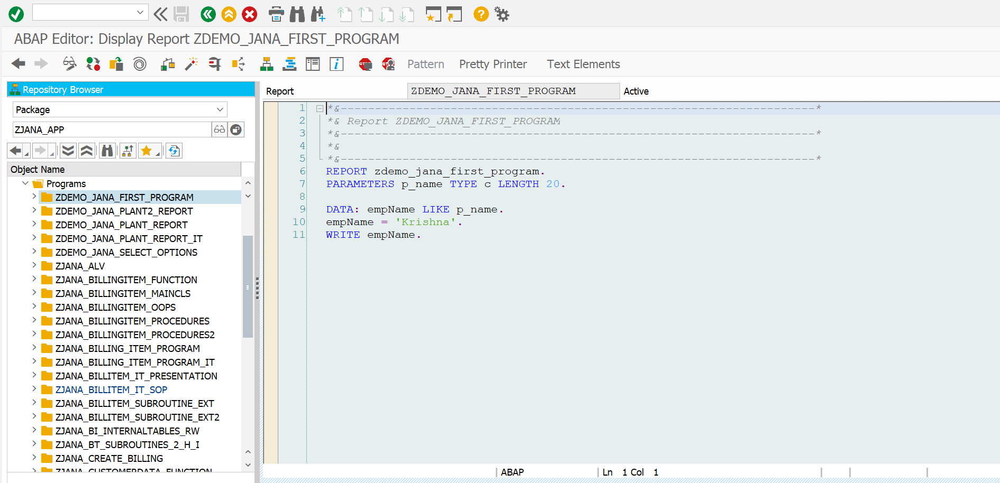 ABAP Editor: Display Report ZDEMO_JANA_FIRST_PROGRAM
Pattern Pretty Printer Text Elements
Repository Browser
Package
ZJANA_APP
Object Name
Programs
ZDEMO_JANA_FIRST_PROGRAM
ZDEMO_JANA_PLANT2_REPORT
ZDEMO_JANA_PLANT_REPORT
ZDEMO_JANA_PLANT_REPORT_IT
ZDEMO_JANA_SELECT_OPTIONS
ZJANA_ALV
ZJANA_BILLINGITEM_FUNCTION
ZJANA_BILLINGITEM_MAINCLS
ZJANA_BILLINGITEM_OOPS
ZJANA_BILLINGITEM_PROCEDURES
ZJANA_BILLINGITEM_PROCEDURES2
ZJANA_BILLING_ITEM_PROGRAM
ZJANA_BILLING_ITEM_PROGRAM_IT
ZJANA_BILLITEM_IT_PRESENTATION
ZJANA_BILLITEM_IT_SOP
ZJANA_BILLITEM_SUBROUTINE_EXT
ZJANA_BILLITEM_SUBROUTINE_EXT2
ZJANA_BI_INTERNALTABLES_RW
ZJANA_BT_SUBROUTINES_2_H_I
ZJANA_CREATE_BILLING
ZJANA_CUSTOMERDATA_FUNCTION
Report ZDEMO_JANA_FIRST_PROGRAM Active
1 *&---------------------------------------------------------------------*
2 *& Report ZDEMO_JANA_FIRST_PROGRAM
3 *&---------------------------------------------------------------------*
4 *&
5 *&---------------------------------------------------------------------*
6 REPORT zdemo_jana_first_program.
7 PARAMETERS p_name TYPE c LENGTH 20.
8
9 DATA: empName LIKE p_name.
10 empName = 'Krishna'.
11 WRITE empName.
ABAP Ln 1 Col 1